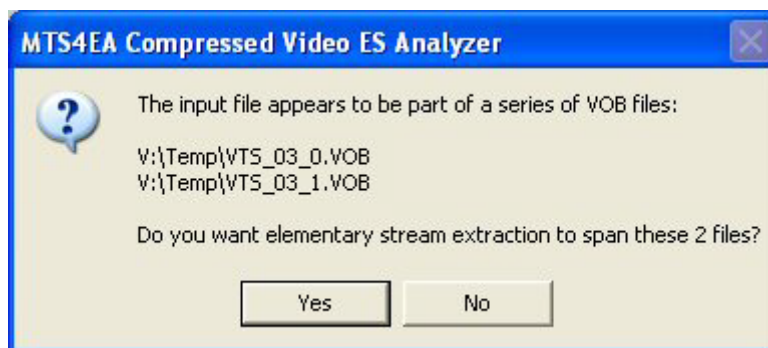 MTS4EA Compressed Video ES Analyzer
The input file appears to be part of a series of VOB files:
V:\Temp\VTS_03_0.VOB
V:\Temp\VTS_03_1.VOB
Do you want elementary stream extraction to span these 2 files?
Yes No